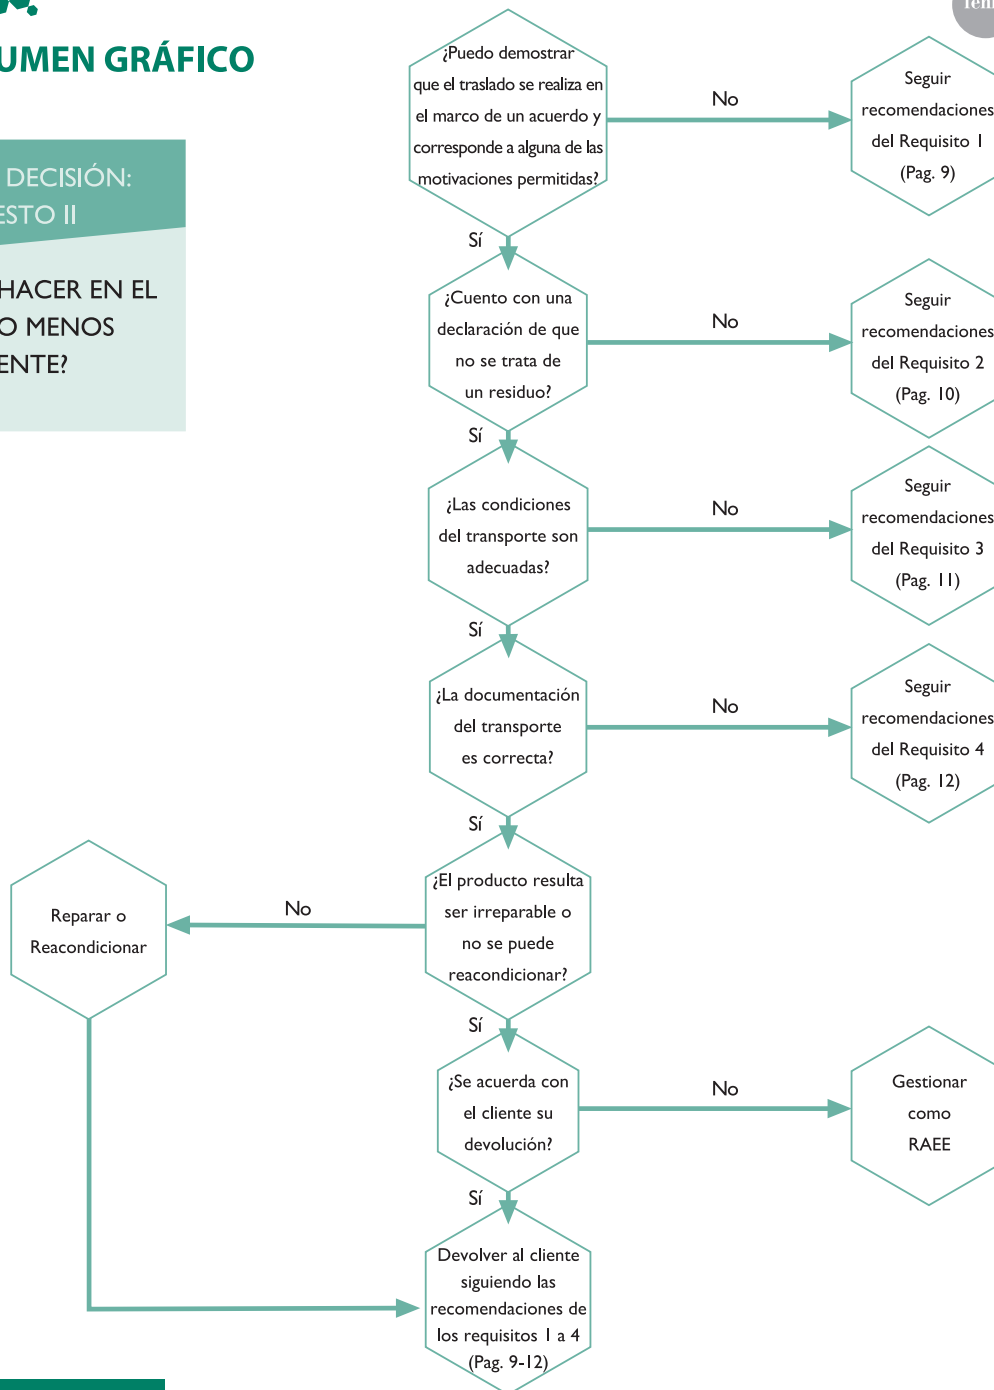 UMEN GRÁFICO
DECISIÓN:
ESTO II
HACER EN EL
O MENOS
ENTE?
¿Puedo demostrar
que el traslado se realiza en
el marco de un acuerdo y
corresponde a alguna de las
motivaciones permitidas?
No
Seguir
recomendaciones
del Requisito 1
(Pag. 9)
Sí
¿Cuento con una
declaración de que
no se trata de
un residuo?
No
Seguir
recomendaciones
del Requisito 2
(Pag. 10)
Sí
¿Las condiciones
del transporte son
adecuadas?
No
Seguir
recomendaciones
del Requisito 3
(Pag. 11)
Sí
¿La documentación
del transporte
es correcta?
No
Seguir
recomendaciones
del Requisito 4
(Pag. 12)
Sí
¿El producto resulta
ser irreparable o
no se puede
reacondicionar?
No
Reparar o
Reacondicionar
Sí
¿Se acuerda con
el cliente su
devolución?
No
Gestionar
como
RAEE
Sí
Devolver al cliente
siguiendo las
recomendaciones de
los requisitos 1 a 4
(Pag. 9-12)